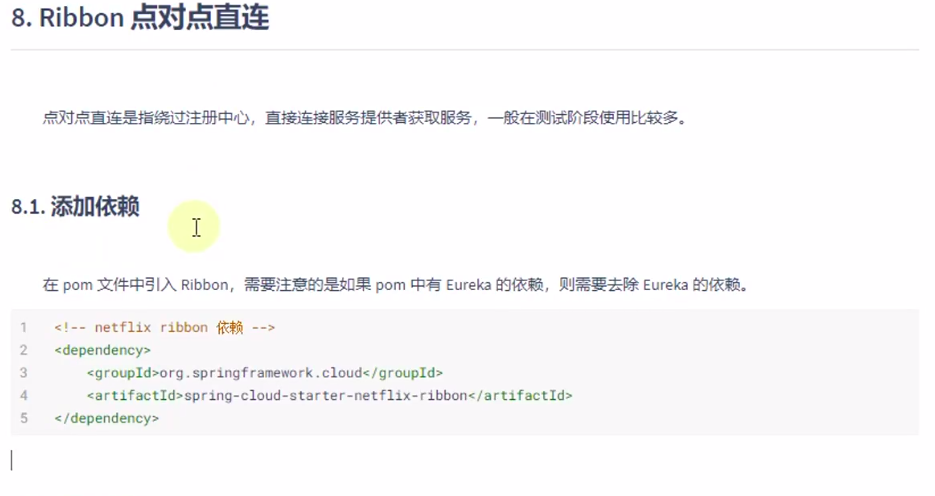 8. Ribbon 点对点直连
点对点直连是指绕过注册中心，直接连接服务提供者获取服务，一般在测试阶段使用比较多。
8.1. 添加依赖
在 pom 文件中引入 Ribbon，需要注意的是如果 pom 中有 Eureka 的依赖，则需要去除 Eureka 的依赖。
1 <!-- netflix ribbon 依赖 -->
2 <dependency>
3     <groupId>org.springframework.cloud</groupId>
4     <artifactId>spring-cloud-starter-netflix-ribbon</artifactId>
5 </dependency>